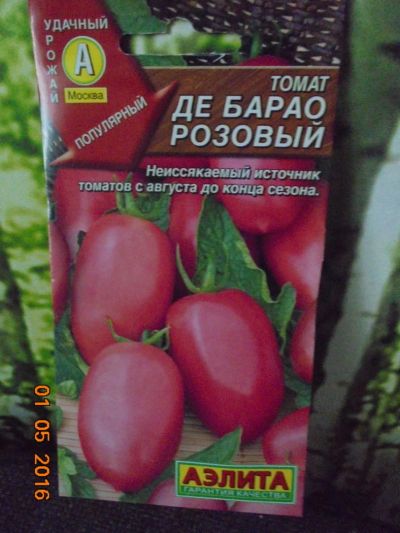 УДАЧНЫЙ
УРОЖАЙ
А
Москва
ПОПУЛЯРНЫЙ
ТОМАТ
ДЕ БАРАО
РОЗОВЫЙ
Неиссякаемый источник
томатов с августа до конца сезона.
АЭЛИТА
ГАРАНТИЯ КАЧЕСТВА
01 05 2016